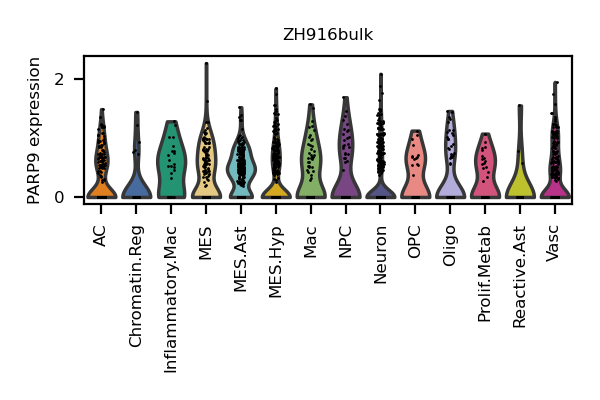 ZH916bulk
PARP9 expression
2
0
AC
Chromatin.Reg
Inflammatory.Mac
MES
MES.Ast
MES.Hyp
Mac
NPC
Neuron
OPC
Oligo
Prolif.Metab
Reactive.Ast
Vasc